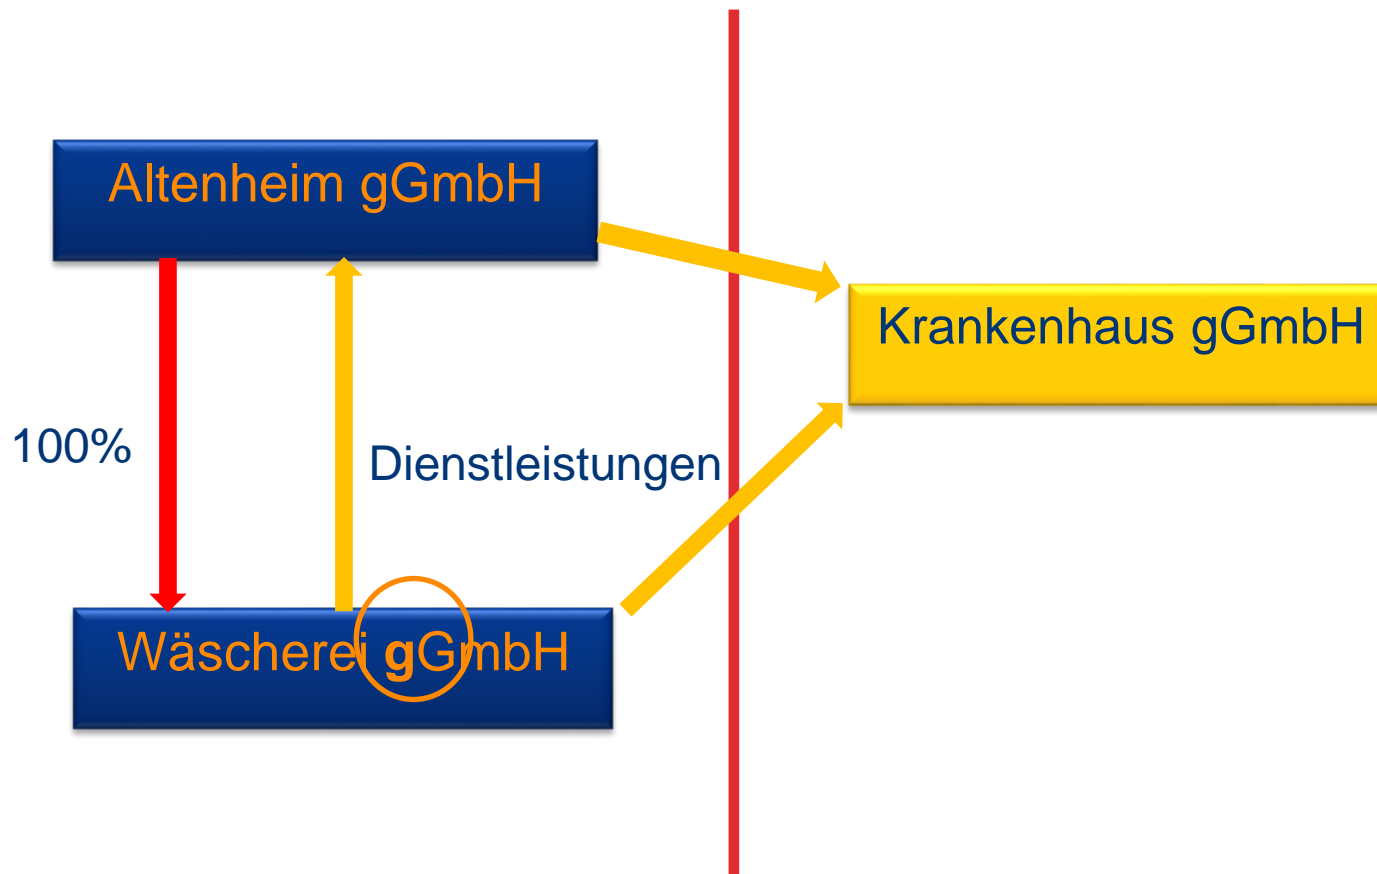 Altenheim gGmbH
Krankenhaus gGmbH
100%
Dienstleistungen
Wäscherei gGmbH